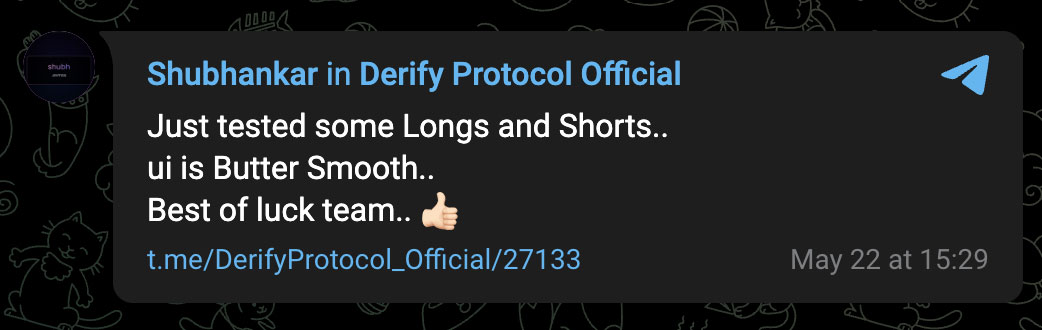 shubh
Shubhankar in Derify Protocol Official
Just tested some Longs and Shorts..
ui is Butter Smooth..
Best of luck team.. 👍🏻
t.me/DerifyProtocol_Official/27133
May 22 at 15:29